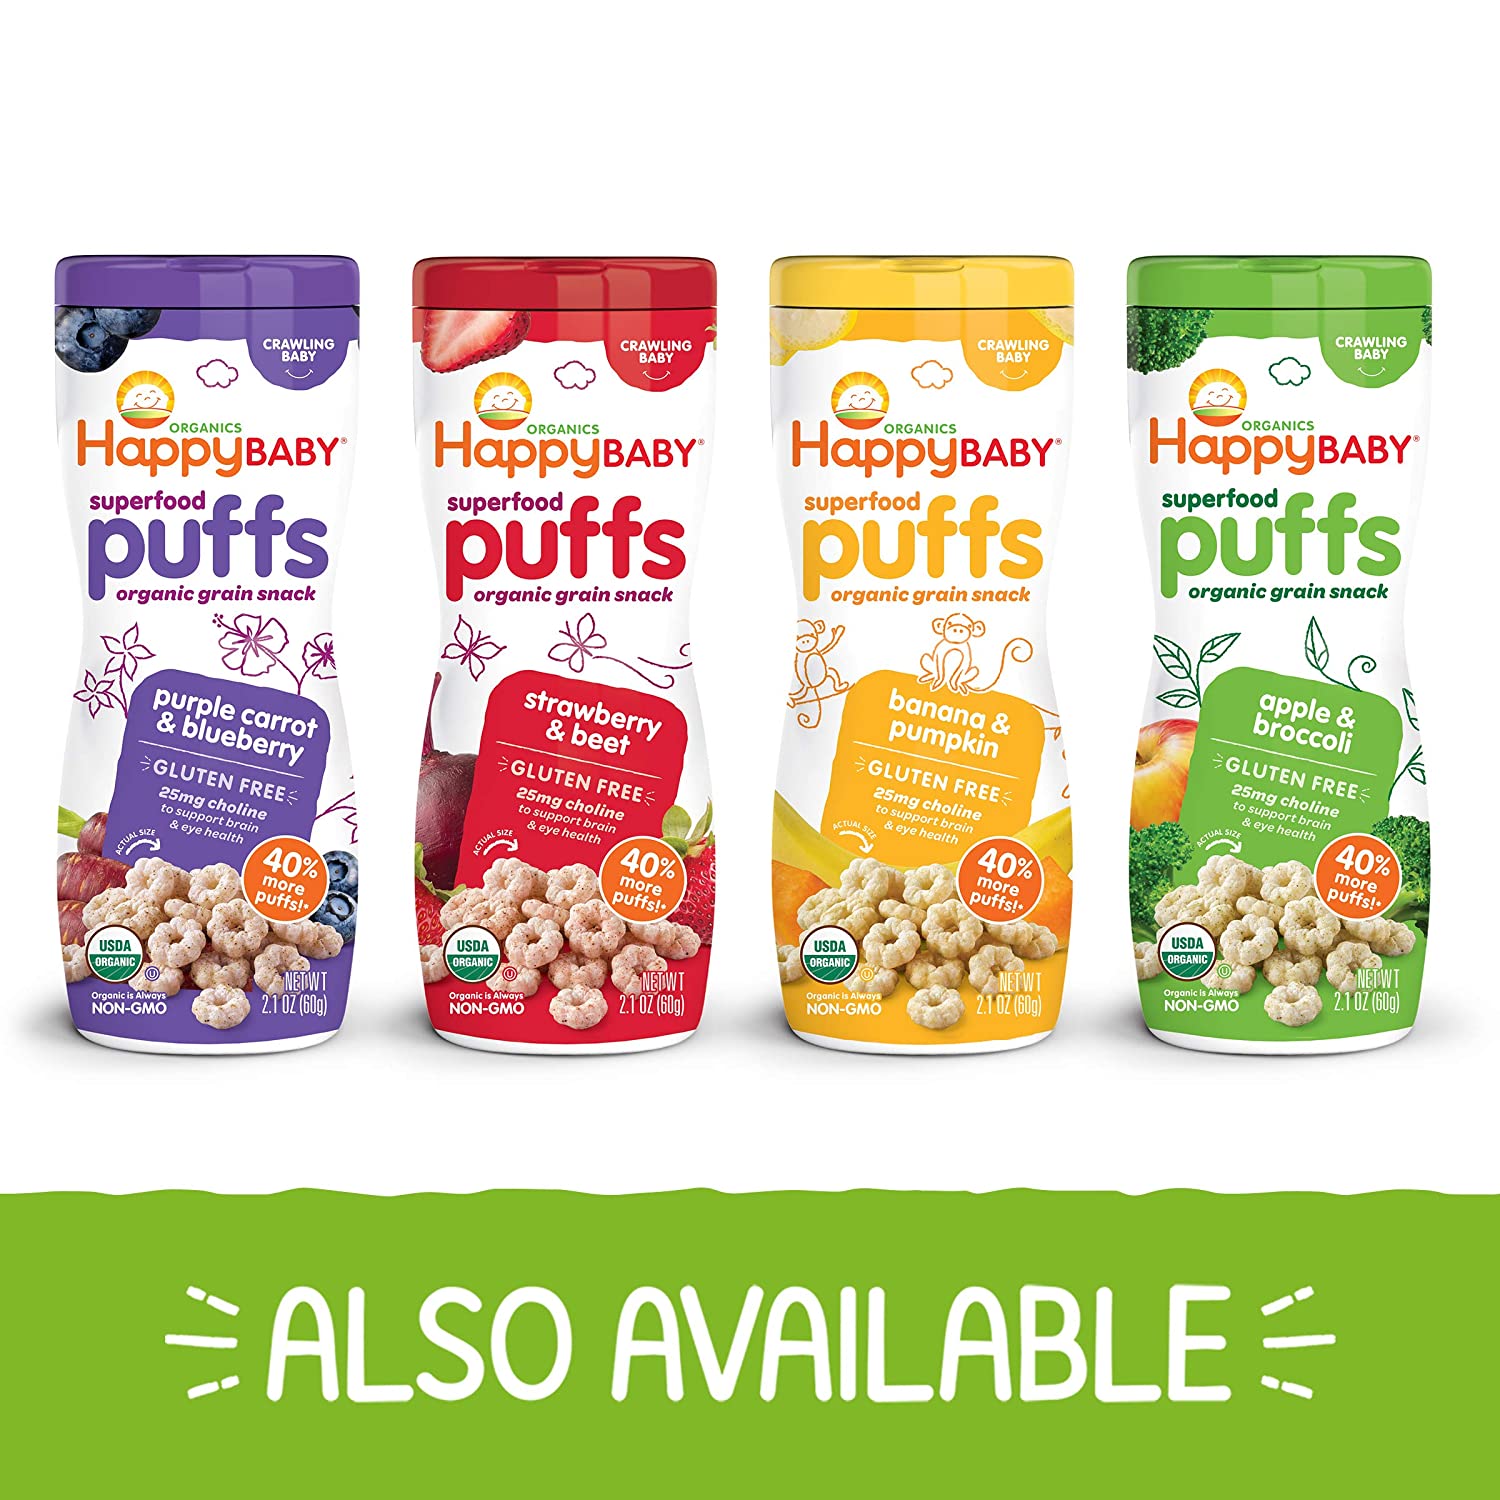 CRAWLING
BABY
ORGANICS
HappyBABY®
superfood
puffs
organic grain snack
purple carrot
& blueberry
GLUTEN FREE
25mg choline
to support brain
& eye health
ACTUAL SIZE
40%
more
puffs!*
USDA
ORGANIC
U
Organic is Always
NON-GMO
NET WT
2.1 OZ (60g)
CRAWLING
BABY
ORGANICS
HappyBABY®
superfood
puffs
organic grain snack
strawberry
& beet
GLUTEN FREE
25mg choline
to support brain
& eye health
ACTUAL SIZE
40%
more
puffs!*
USDA
ORGANIC
U
Organic is Always
NON-GMO
NET WT
2.1 OZ (60g)
CRAWLING
BABY
ORGANICS
HappyBABY®
superfood
puffs
organic grain snack
banana &
pumpkin
GLUTEN FREE
25mg choline
to support brain
& eye health
ACTUAL SIZE
40%
more
puffs!*
USDA
ORGANIC
U
Organic is Always
NON-GMO
NET WT
2.1 OZ (60g)
CRAWLING
BABY
ORGANICS
HappyBABY®
superfood
puffs
organic grain snack
apple &
broccoli
GLUTEN FREE
25mg choline
to support brain
& eye health
ACTUAL SIZE
40%
more
puffs!*
USDA
ORGANIC
U
Organic is Always
NON-GMO
NET WT
2.1 OZ (60g)
ALSO AVAILABLE